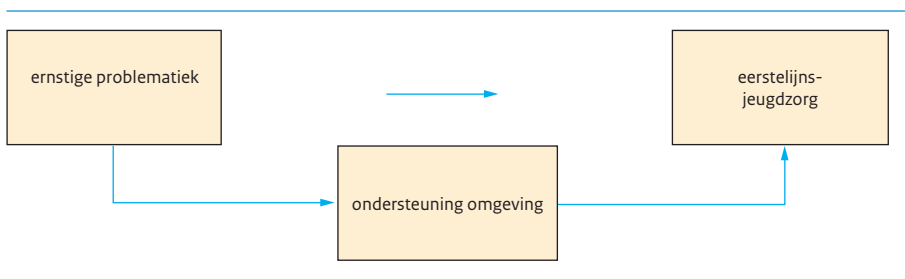 ernstige problematiek
eerstelijns-
jeugdzorg
ondersteuning omgeving